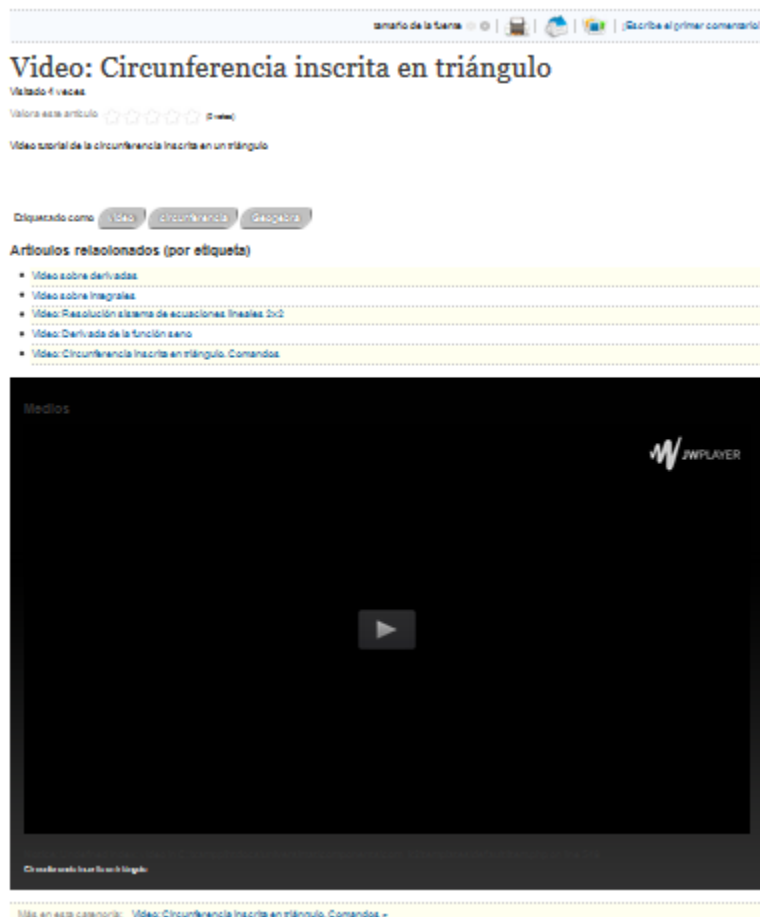 tamaño de la fuente | | | | ¡Escribe el primer comentario!
Video: Circunferencia inscrita en triángulo
Visitado 4 veces
Valora este artículo (0 votes)
Video tutorial de la circunferencia inscrita en un triángulo
Etiquetado como video circunferencia Geogebra
Artículos relacionados (por etiqueta)
Video sobre derivadas
Video sobre integrales
Video: Resolución sistema de ecuaciones lineales 2x2
Video: Derivada de la función seno
Video: Circunferencia inscrita en triángulo. Comandos
Medios
JWPLAYER
Circunferencia inscrita en triángulo
Más en esta categoría: Video: Circunferencia inscrita en triángulo. Comandos »